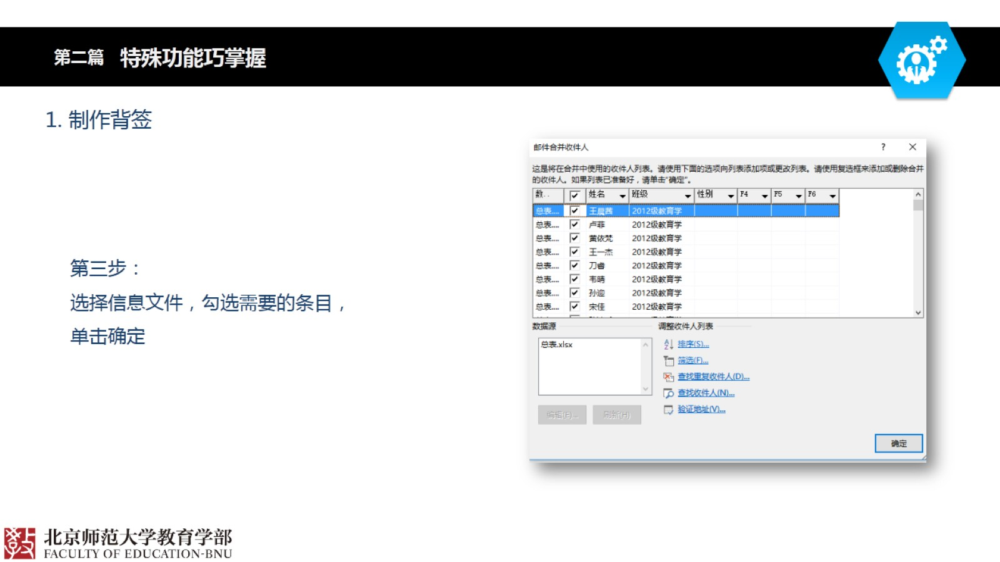 第二篇 特殊功能巧掌握
1. 制作背签
第三步：
选择信息文件，勾选需要的条目，
单击确定
邮件合并收件人 ?
这是将在合并中使用的收件人列表。请使用下面的选项向列表添加项或更改列表。请使用复选框来添加或删除合并
的收件人。如果列表已准备好，请单击“确定”。
数.. 姓名 班级 性别 F4 F5 F6
总表.... 王晨茜 2012级教育学
总表.... 卢菲 2012级教育学
总表.... 黄依梵 2012级教育学
总表.... 王一杰 2012级教育学
总表.... 刀睿 2012级教育学
总表.... 韦晴 2012级教育学
总表.... 孙迎 2012级教育学
总表.... 宋佳 2012级教育学
数据源 调整收件人列表
总表.xlsx
排序(S)...
筛选(F)...
查找重复收件人(D)...
查找收件人(N)...
验证地址(V)...
编辑(E)... 刷新(H)
确定
北京师范大学教育学部
FACULTY OF EDUCATION-BNU